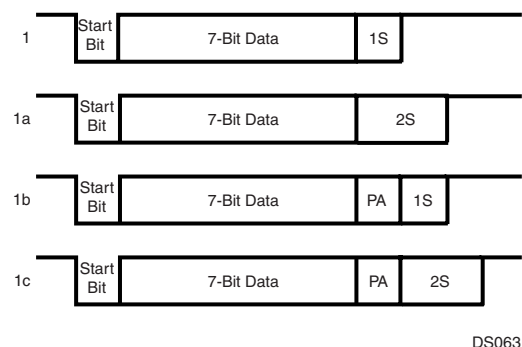 1 Start Bit 7-Bit Data 1S
1a Start Bit 7-Bit Data 2S
1b Start Bit 7-Bit Data PA 1S
1c Start Bit 7-Bit Data PA 2S
DS063